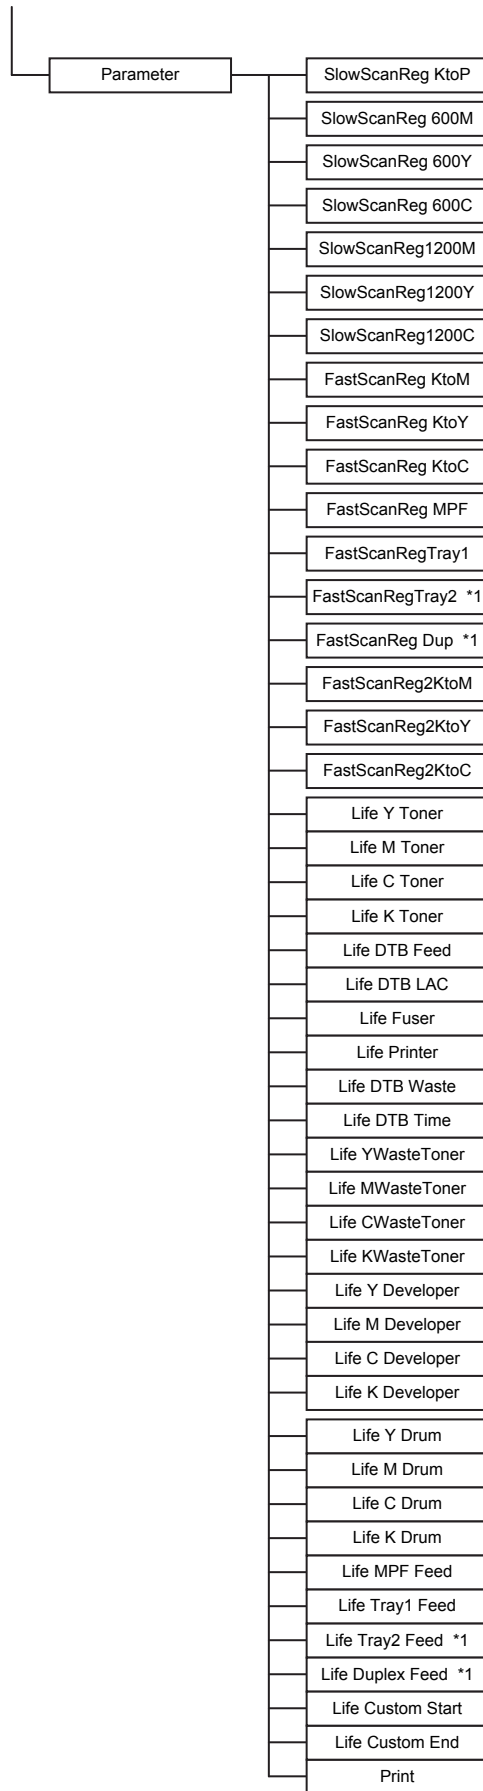 Parameter
SlowScanReg KtoP
SlowScanReg 600M
SlowScanReg 600Y
SlowScanReg 600C
SlowScanReg1200M
SlowScanReg1200Y
SlowScanReg1200C
FastScanReg KtoM
FastScanReg KtoY
FastScanReg KtoC
FastScanReg MPF
FastScanRegTray1
FastScanRegTray2 *1
FastScanReg Dup *1
FastScanReg2KtoM
FastScanReg2KtoY
FastScanReg2KtoC
Life Y Toner
Life M Toner
Life C Toner
Life K Toner
Life DTB Feed
Life DTB LAC
Life Fuser
Life Printer
Life DTB Waste
Life DTB Time
Life YWasteToner
Life MWasteToner
Life CWasteToner
Life KWasteToner
Life Y Developer
Life M Developer
Life C Developer
Life K Developer
Life Y Drum
Life M Drum
Life C Drum
Life K Drum
Life MPF Feed
Life Tray1 Feed
Life Tray2 Feed *1
Life Duplex Feed *1
Life Custom Start
Life Custom End
Print